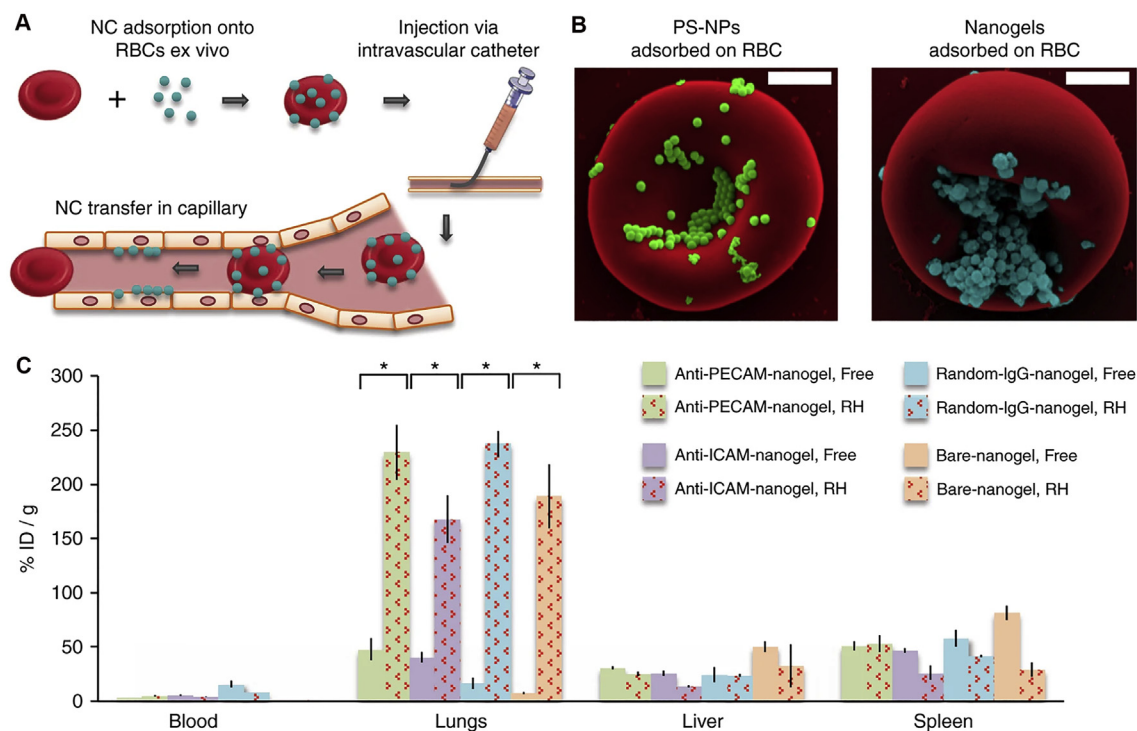 A
NC adsorption onto
RBCs ex vivo
Injection via
intravascular catheter
+
NC transfer in capillary
B
PS-NPs
adsorbed on RBC
Nanogels
adsorbed on RBC
C
% ID / g
300
250
200
150
100
50
0
* * * *
Anti-PECAM-nanogel, Free
Anti-PECAM-nanogel, RH
Anti-ICAM-nanogel, Free
Anti-ICAM-nanogel, RH
Random-IgG-nanogel, Free
Random-IgG-nanogel, RH
Bare-nanogel, Free
Bare-nanogel, RH
Blood Lungs Liver Spleen